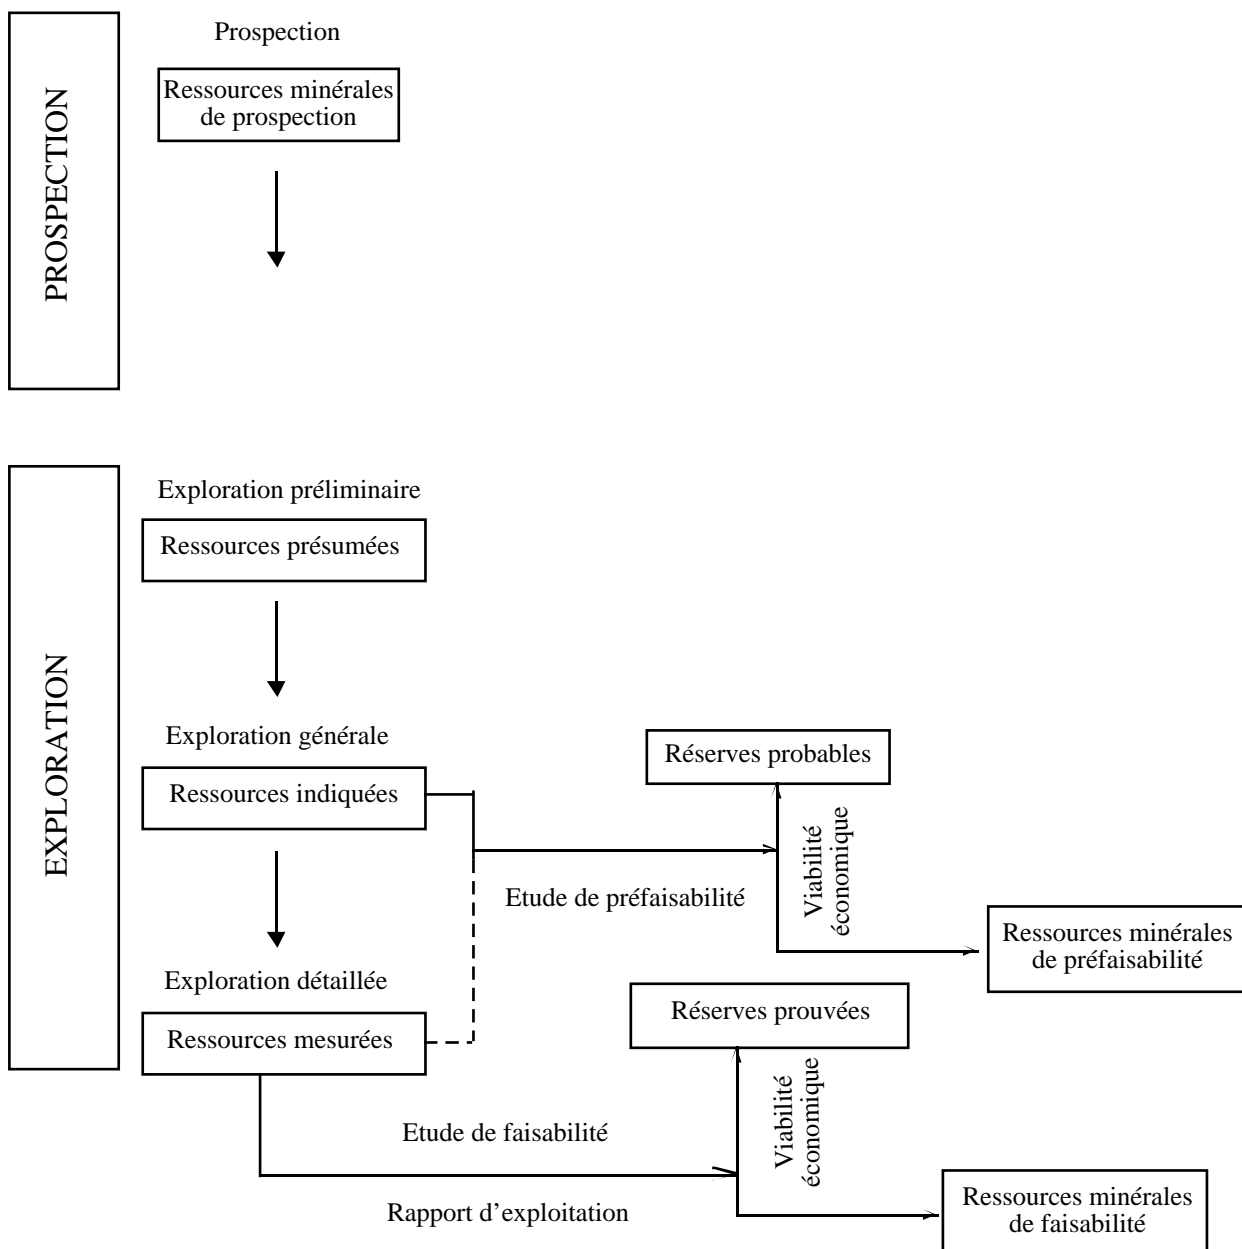 PROSPECTION
Prospection
Ressources minérales
de prospection
EXPLORATION
Exploration préliminaire
Ressources présumées
Exploration générale
Ressources indiquées
Réserves probables
Viabilité
économique
Etude de préfaisabilité
Ressources minérales
de préfaisabilité
Exploration détaillée
Ressources mesurées
Réserves prouvées
Viabilité
économique
Etude de faisabilité
Rapport d’exploitation
Ressources minérales
de faisabilité